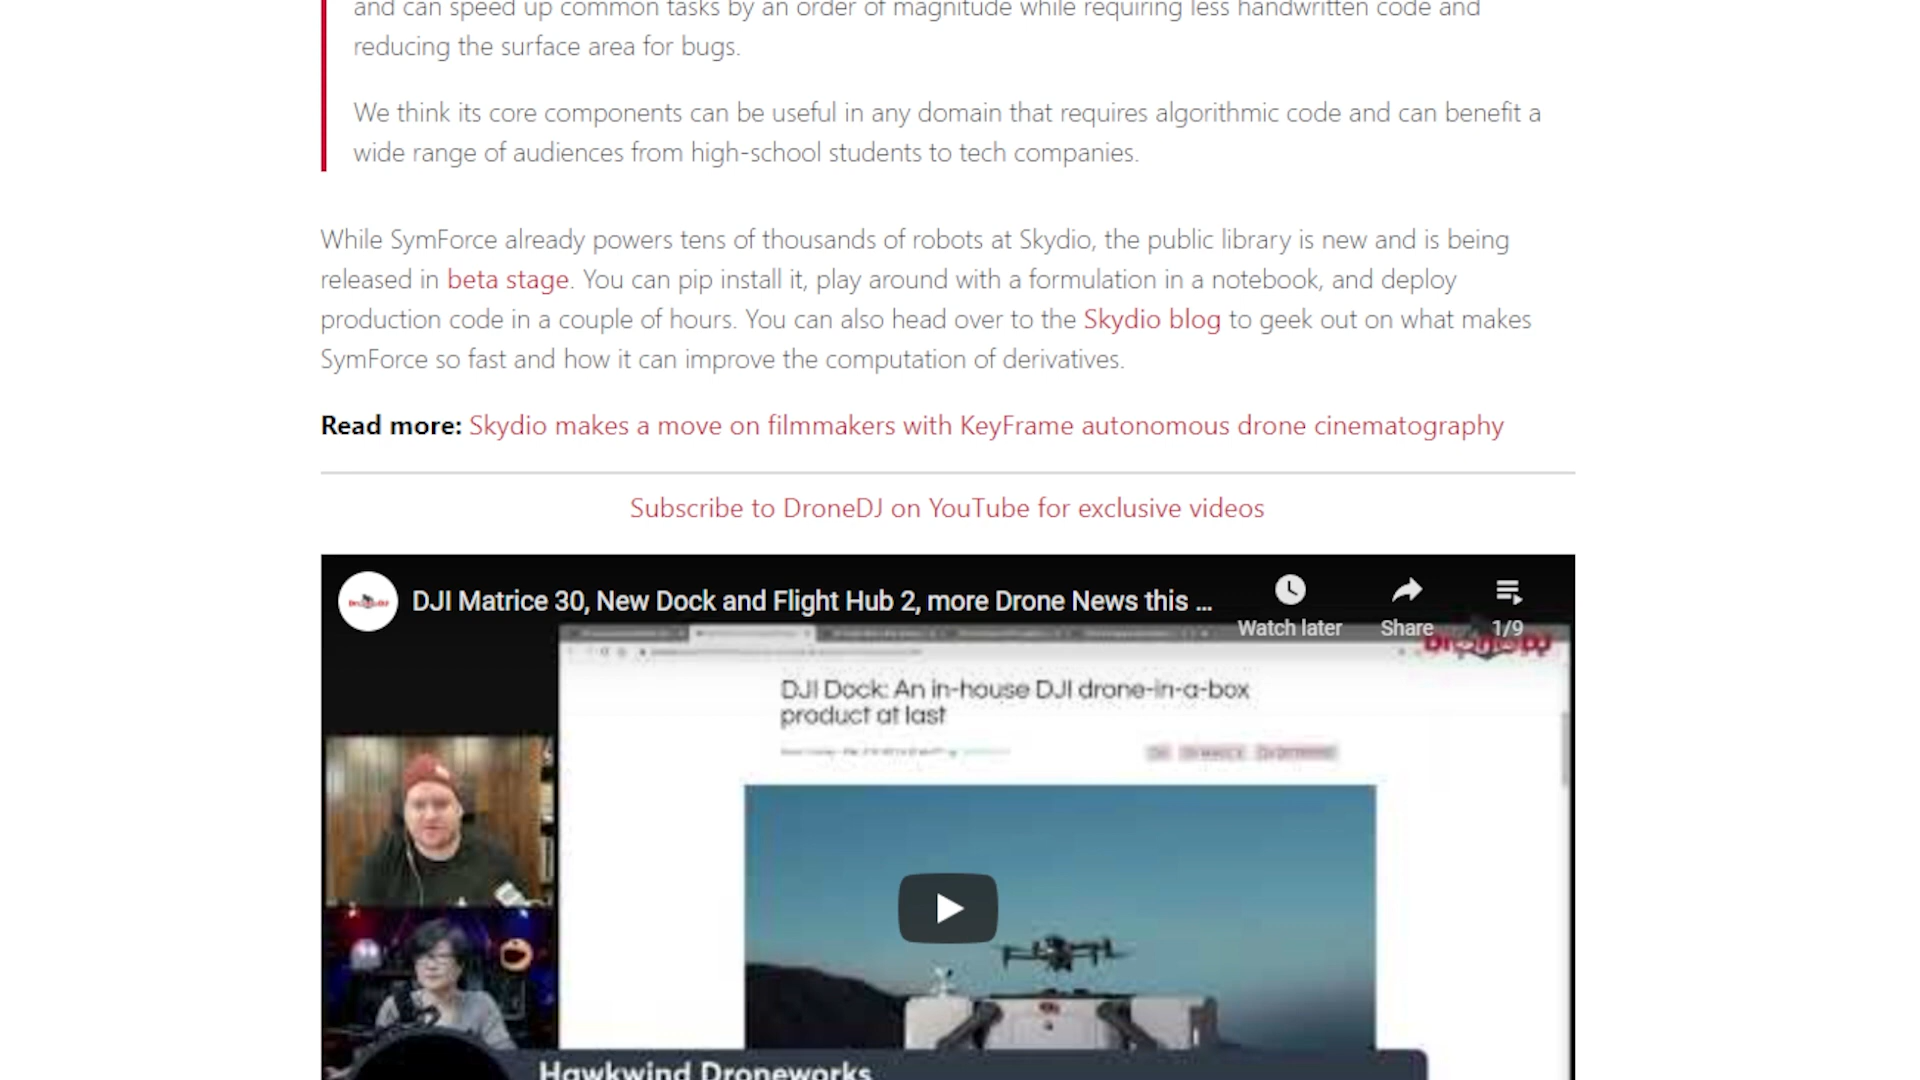 and can speed up common tasks by an order of magnitude while requiring less handwritten code and
reducing the surface area for bugs.
We think its core components can be useful in any domain that requires algorithmic code and can benefit a
wide range of audiences from high-school students to tech companies.
While SymForce already powers tens of thousands of robots at Skydio, the public library is new and is being
released in beta stage. You can pip install it, play around with a formulation in a notebook, and deploy
production code in a couple of hours. You can also head over to the Skydio blog to geek out on what makes
SymForce so fast and how it can improve the computation of derivatives.
Read more: Skydio makes a move on filmmakers with KeyFrame autonomous drone cinematography
Subscribe to DroneDJ on YouTube for exclusive videos
DJI Matrice 30, New Dock and Flight Hub 2, more Drone News this ...
Watch later
Share
1/9
DroneDJ
DJI Dock: An in-house DJI drone-in-a-box
product at last
Hawkwind Droneworks